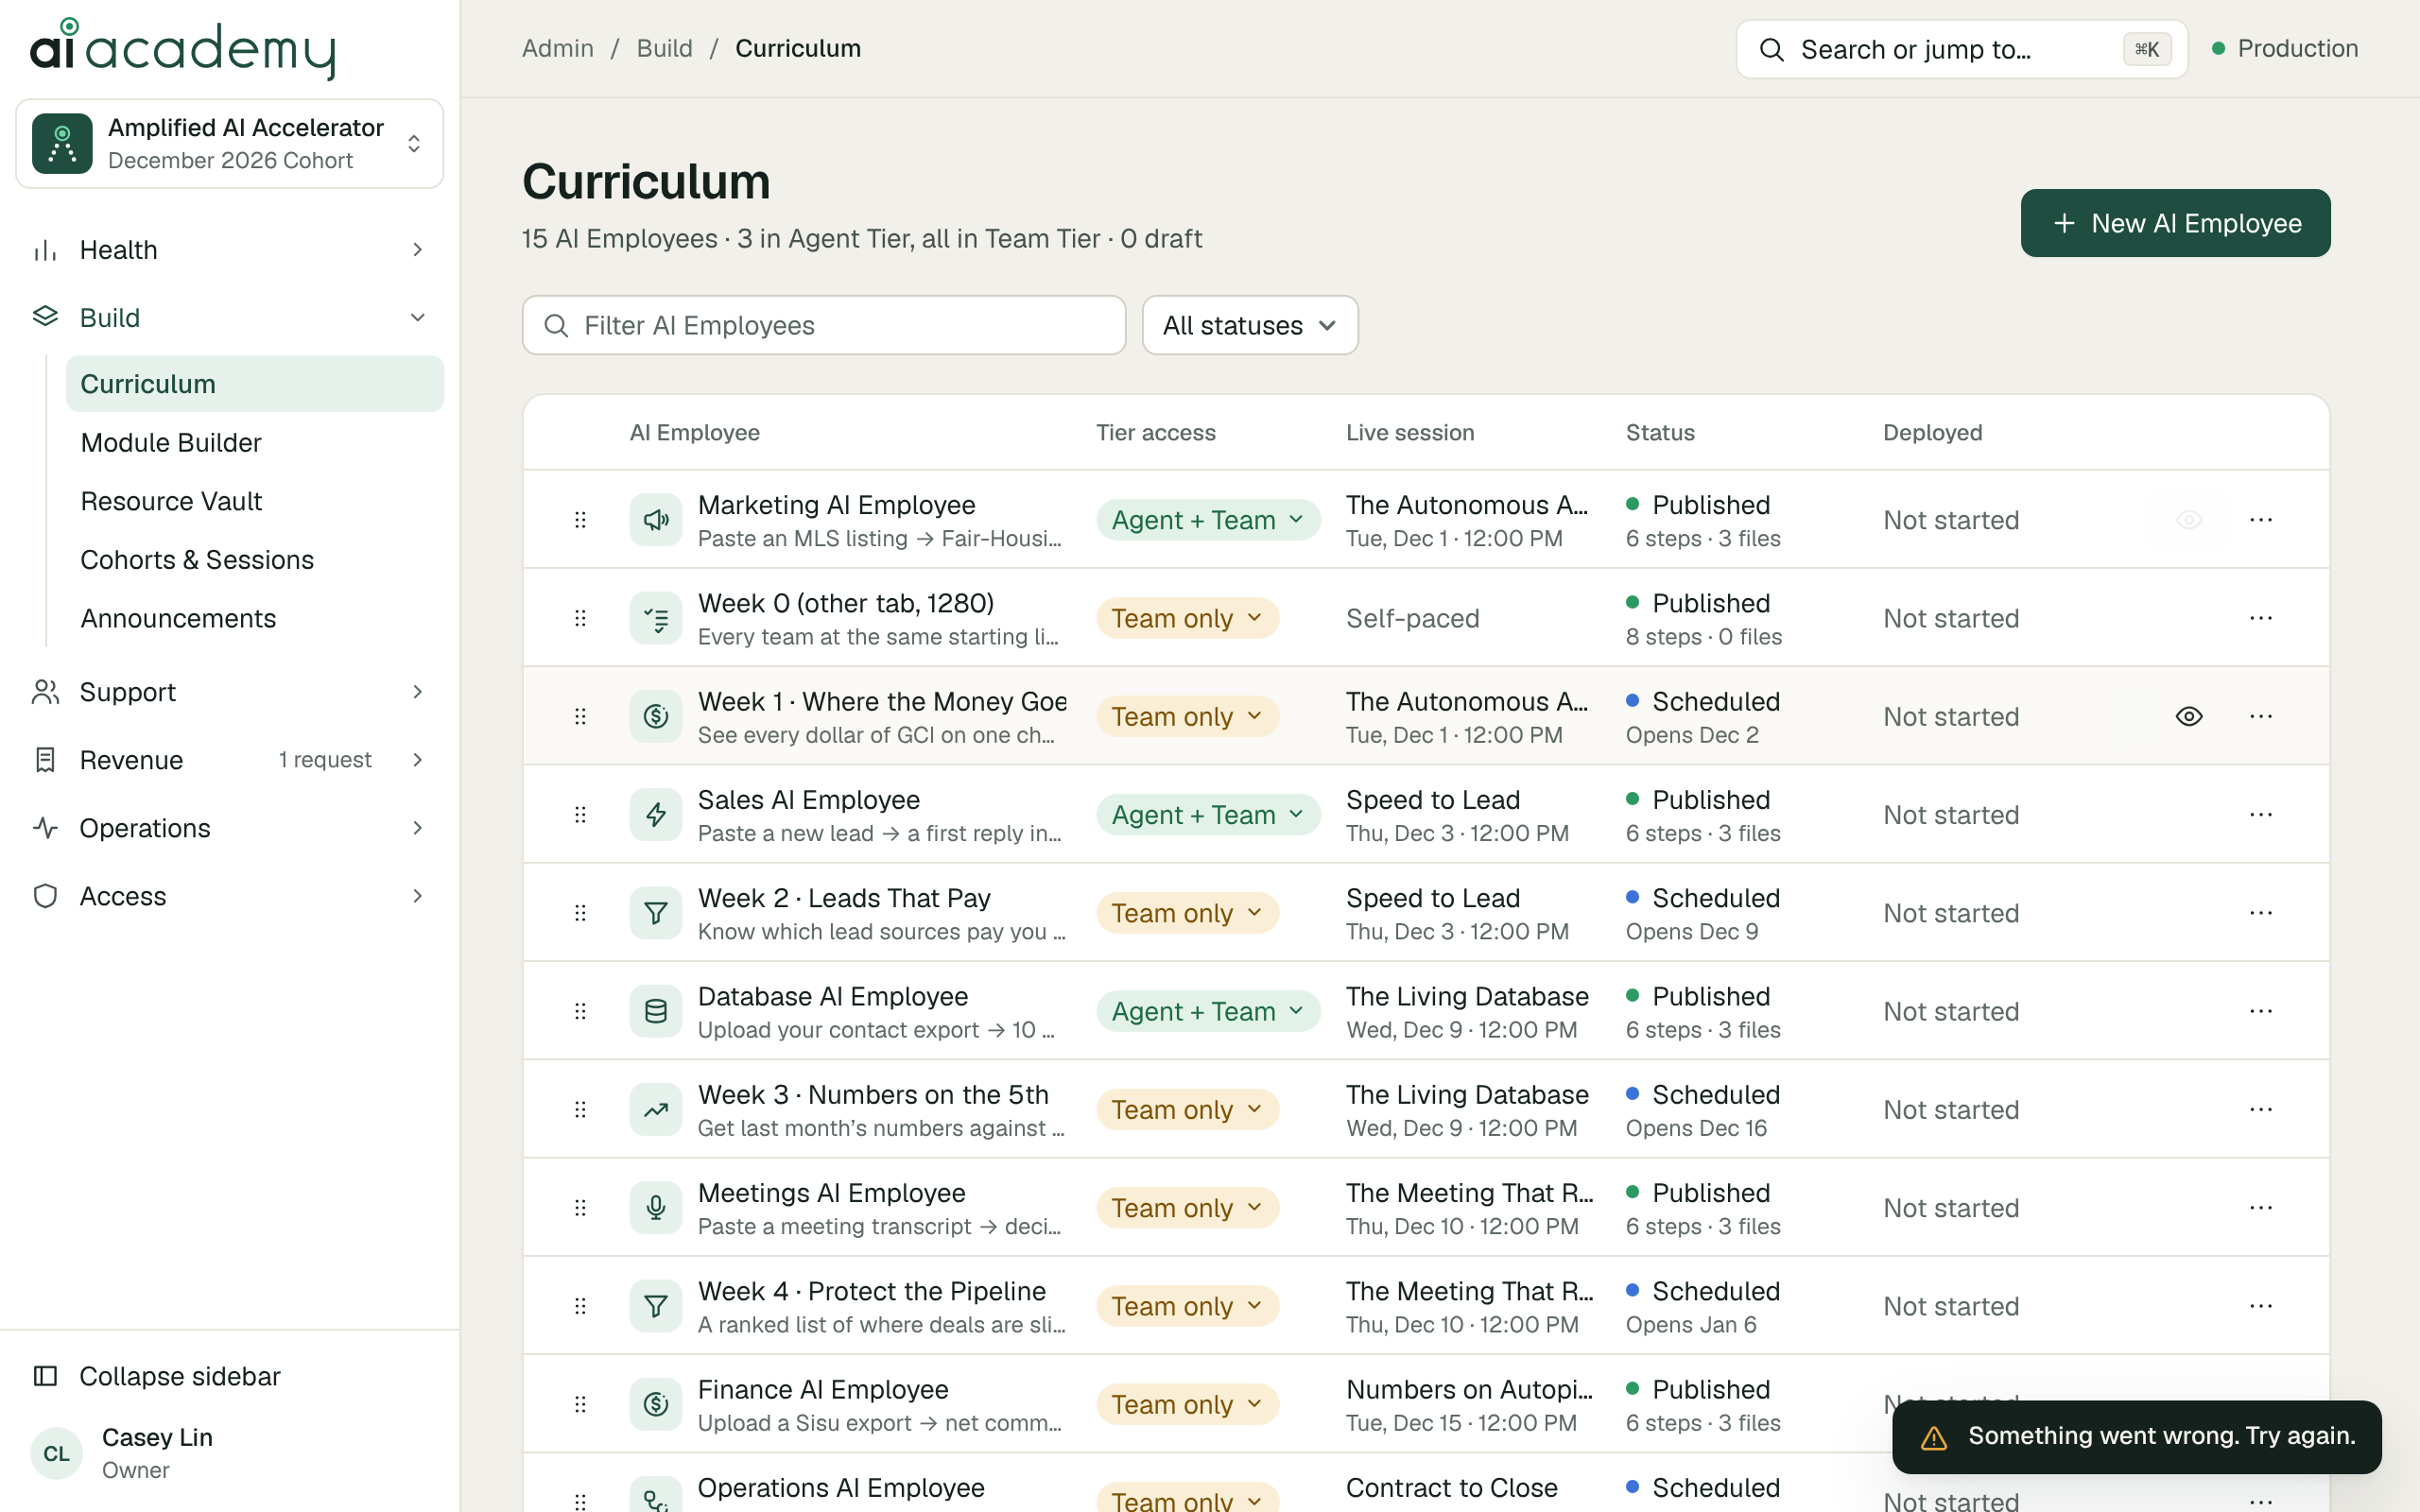 ai academy
Admin / Build / Curriculum
Search or jump to... ⌘K
Production
Amplified AI Accelerator
December 2026 Cohort
Health
Build
Curriculum
Module Builder
Resource Vault
Cohorts & Sessions
Announcements
Support
Revenue 1 request
Operations
Access
Collapse sidebar
CL
Casey Lin
Owner
Curriculum
15 AI Employees · 3 in Agent Tier, all in Team Tier · 0 draft
+ New AI Employee
Filter AI Employees
All statuses
AI Employee Tier access Live session Status Deployed
Marketing AI Employee Agent + Team The Autonomous A... Published Not started
Paste an MLS listing → Fair-Housi... Tue, Dec 1 · 12:00 PM 6 steps · 3 files
Week 0 (other tab, 1280) Team only Self-paced Published Not started
Every team at the same starting li... 8 steps · 0 files
Week 1 · Where the Money Goe Team only The Autonomous A... Scheduled Not started
See every dollar of GCI on one ch... Tue, Dec 1 · 12:00 PM Opens Dec 2
Sales AI Employee Agent + Team Speed to Lead Published Not started
Paste a new lead → a first reply in... Thu, Dec 3 · 12:00 PM 6 steps · 3 files
Week 2 · Leads That Pay Team only Speed to Lead Scheduled Not started
Know which lead sources pay you ... Thu, Dec 3 · 12:00 PM Opens Dec 9
Database AI Employee Agent + Team The Living Database Published Not started
Upload your contact export → 10 ... Wed, Dec 9 · 12:00 PM 6 steps · 3 files
Week 3 · Numbers on the 5th Team only The Living Database Scheduled Not started
Get last month's numbers against ... Wed, Dec 9 · 12:00 PM Opens Dec 16
Meetings AI Employee Team only The Meeting That R... Published Not started
Paste a meeting transcript → deci... Thu, Dec 10 · 12:00 PM 6 steps · 3 files
Week 4 · Protect the Pipeline Team only The Meeting That R... Scheduled Not started
A ranked list of where deals are sli... Thu, Dec 10 · 12:00 PM Opens Jan 6
Finance AI Employee Team only Numbers on Autopi... Published
Upload a Sisu export → net comm... Tue, Dec 15 · 12:00 PM 6 steps · 3 files
Something went wrong. Try again.
Operations AI Employee Team only Contract to Close Scheduled Not started